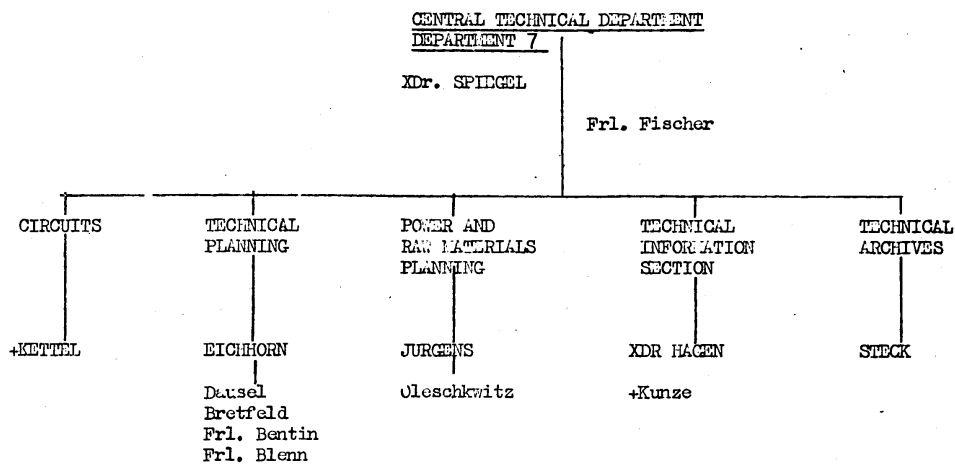 CENTRAL TECHNICAL DEPARTMENT
DEPARTMENT 7
XDr. SPIEGEL
Frl. Fischer
CIRCUITS
TECHNICAL
PLANNING
POWER AND
RAW MATERIALS
PLANNING
TECHNICAL
INFORMATION
SECTION
TECHNICAL
ARCHIVES
+KETTEL
EICHHORN
JURGENS
XDR HAGEN
STECK
Dausel
Bretfeld
Frl. Bentin
Frl. Blenn
Oleschkwitz
+Kunze